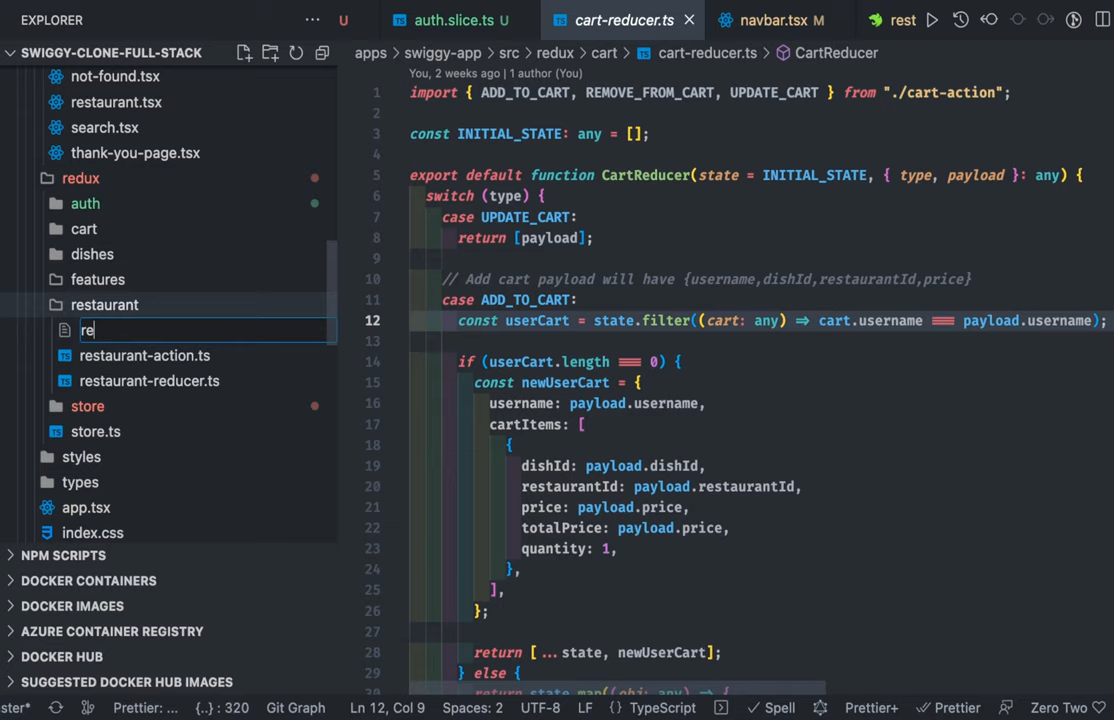 EXPLORER
...
U
auth.slice.ts U
cart-reducer.ts
navbar.tsx M
rest
SWIGGY-CLONE-FULL-STACK
apps > swiggy-app > src > redux > cart > cart-reducer.ts > CartReducer
not-found.tsx
restaurant.tsx
search.tsx
thank-you-page.tsx
redux
auth
cart
dishes
features
restaurant
re
restaurant-action.ts
restaurant-reducer.ts
store
store.ts
styles
types
app.tsx
index.css
NPM SCRIPTS
DOCKER CONTAINERS
DOCKER IMAGES
AZURE CONTAINER REGISTRY
DOCKER HUB
SUGGESTED DOCKER HUB IMAGES
You, 2 weeks ago | 1 author (You)
1 import { ADD_TO_CART, REMOVE_FROM_CART, UPDATE_CART } from "./cart-action";
2
3 const INITIAL_STATE: any = [];
4
5 export default function CartReducer(state = INITIAL_STATE, { type, payload }: any) {
6 switch (type) {
7 case UPDATE_CART:
8 return [payload];
9
10 // Add cart payload will have {username,dishId,restaurantId,price}
11 case ADD_TO_CART:
12 const userCart = state.filter((cart: any) => cart.username === payload.username);
13
14 if (userCart.length === 0) {
15 const newUserCart = {
16 username: payload.username,
17 cartItems: [
18 {
19 dishId: payload.dishId,
20 restaurantId: payload.restaurantId,
21 price: payload.price,
22 totalPrice: payload.price,
23 quantity: 1,
24 },
25 ],
26 };
27
28 return [...state, newUserCart];
29 } else {
30 return state.map((obj: any) => {
ster* Prettier: ... {..} : 320 Git Graph Ln 12, Col 9 Spaces: 2 UTF-8 LF {} TypeScript Spell Prettier+ Prettier Zero Two